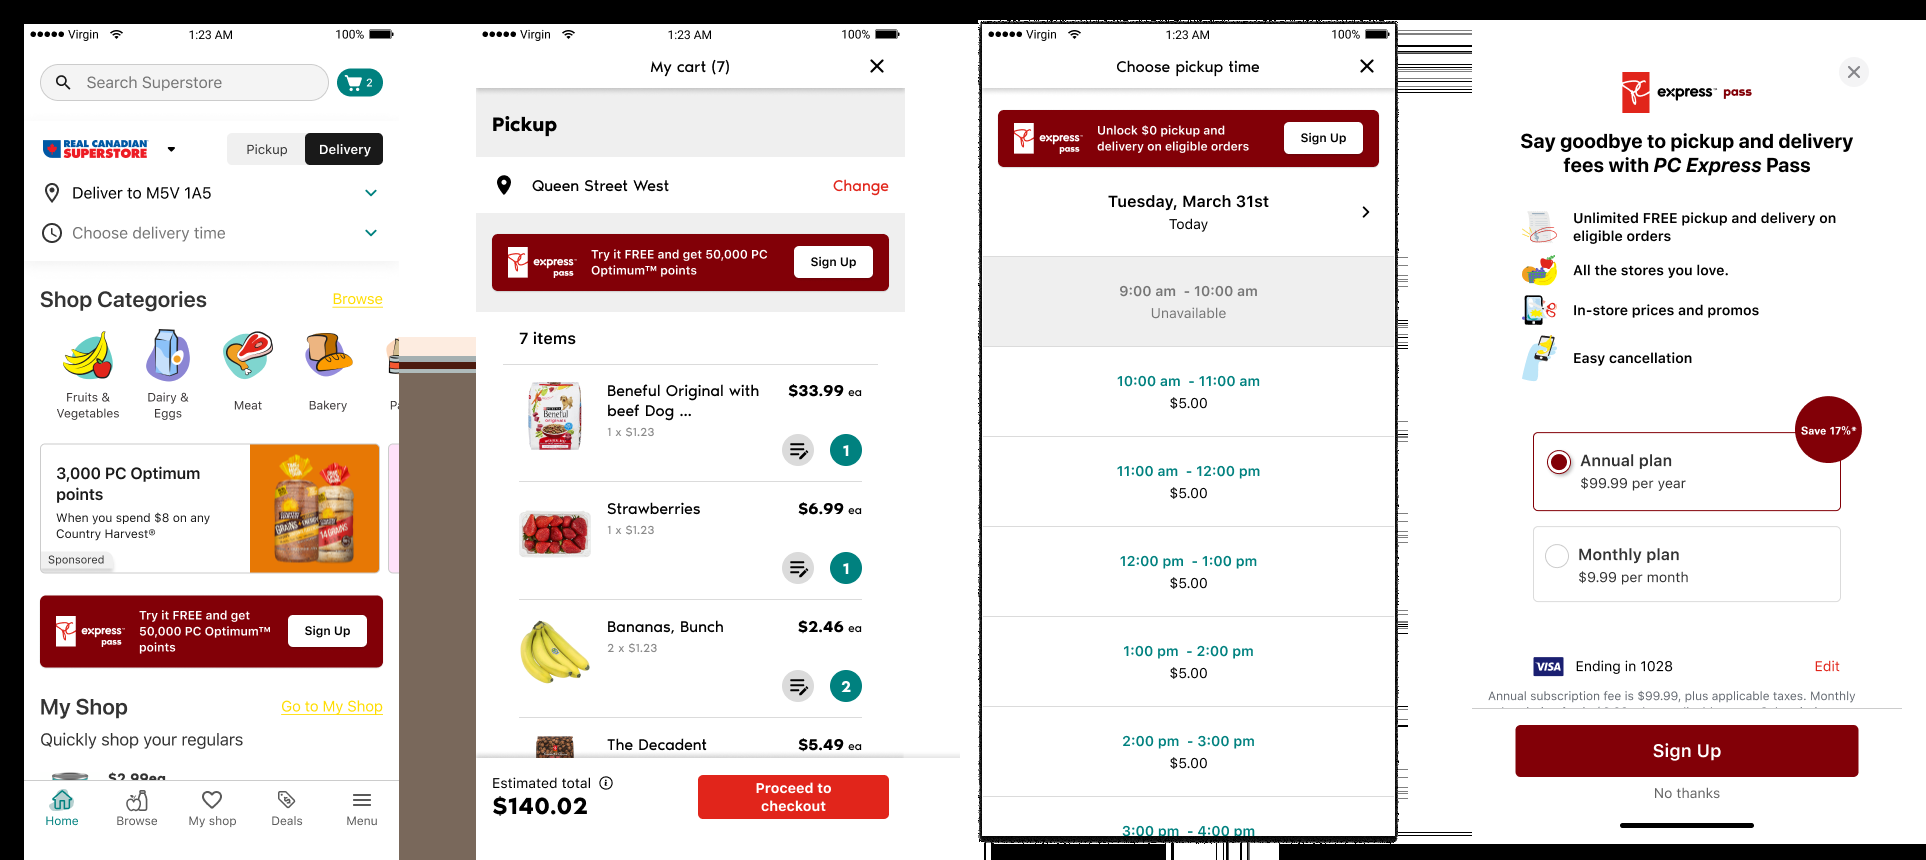 Virgin 1:23 AM 100%
Search Superstore
2
REAL CANADIAN
SUPERSTORE
Pickup Delivery
Deliver to M5V 1A5
Choose delivery time
Shop Categories Browse
Fruits &
Vegetables
Dairy &
Eggs
Meat
Bakery
3,000 PC Optimum
points
When you spend $8 on any
Country Harvest®
Sponsored
express™
pass
Try it FREE and get
50,000 PC Optimum™
points
Sign Up
My Shop Go to My Shop
Quickly shop your regulars
$2.99ea
Home Browse My shop Deals Menu
Virgin 1:23 AM 100%
My cart (7)
Pickup
Queen Street West Change
express™
pass
Try it FREE and get 50,000 PC
Optimum™ points
Sign Up
7 items
Beneful Original with
beef Dog ...
$33.99 ea
1 x $1.23
1
Beneful
Strawberries $6.99 ea
1 x $1.23
1
Bananas, Bunch $2.46 ea
2 x $1.23
2
The Decadent $5.49 ea
Estimated total
$140.02
Proceed to
checkout
Virgin 1:23 AM 100%
Choose pickup time
express™
pass
Unlock $0 pickup and
delivery on eligible orders
Sign Up
Tuesday, March 31st
Today
9:00 am - 10:00 am
Unavailable
10:00 am - 11:00 am
$5.00
11:00 am - 12:00 pm
$5.00
12:00 pm - 1:00 pm
$5.00
1:00 pm - 2:00 pm
$5.00
2:00 pm - 3:00 pm
$5.00
3:00 pm - 4:00 pm
express™ pass
Say goodbye to pickup and delivery
fees with PC Express Pass
Unlimited FREE pickup and delivery on
eligible orders
All the stores you love.
In-store prices and promos
Easy cancellation
Save 17%*
Annual plan
$99.99 per year
Monthly plan
$9.99 per month
VISA Ending in 1028 Edit
Annual subscription fee is $99.99, plus applicable taxes. Monthly
Sign Up
No thanks